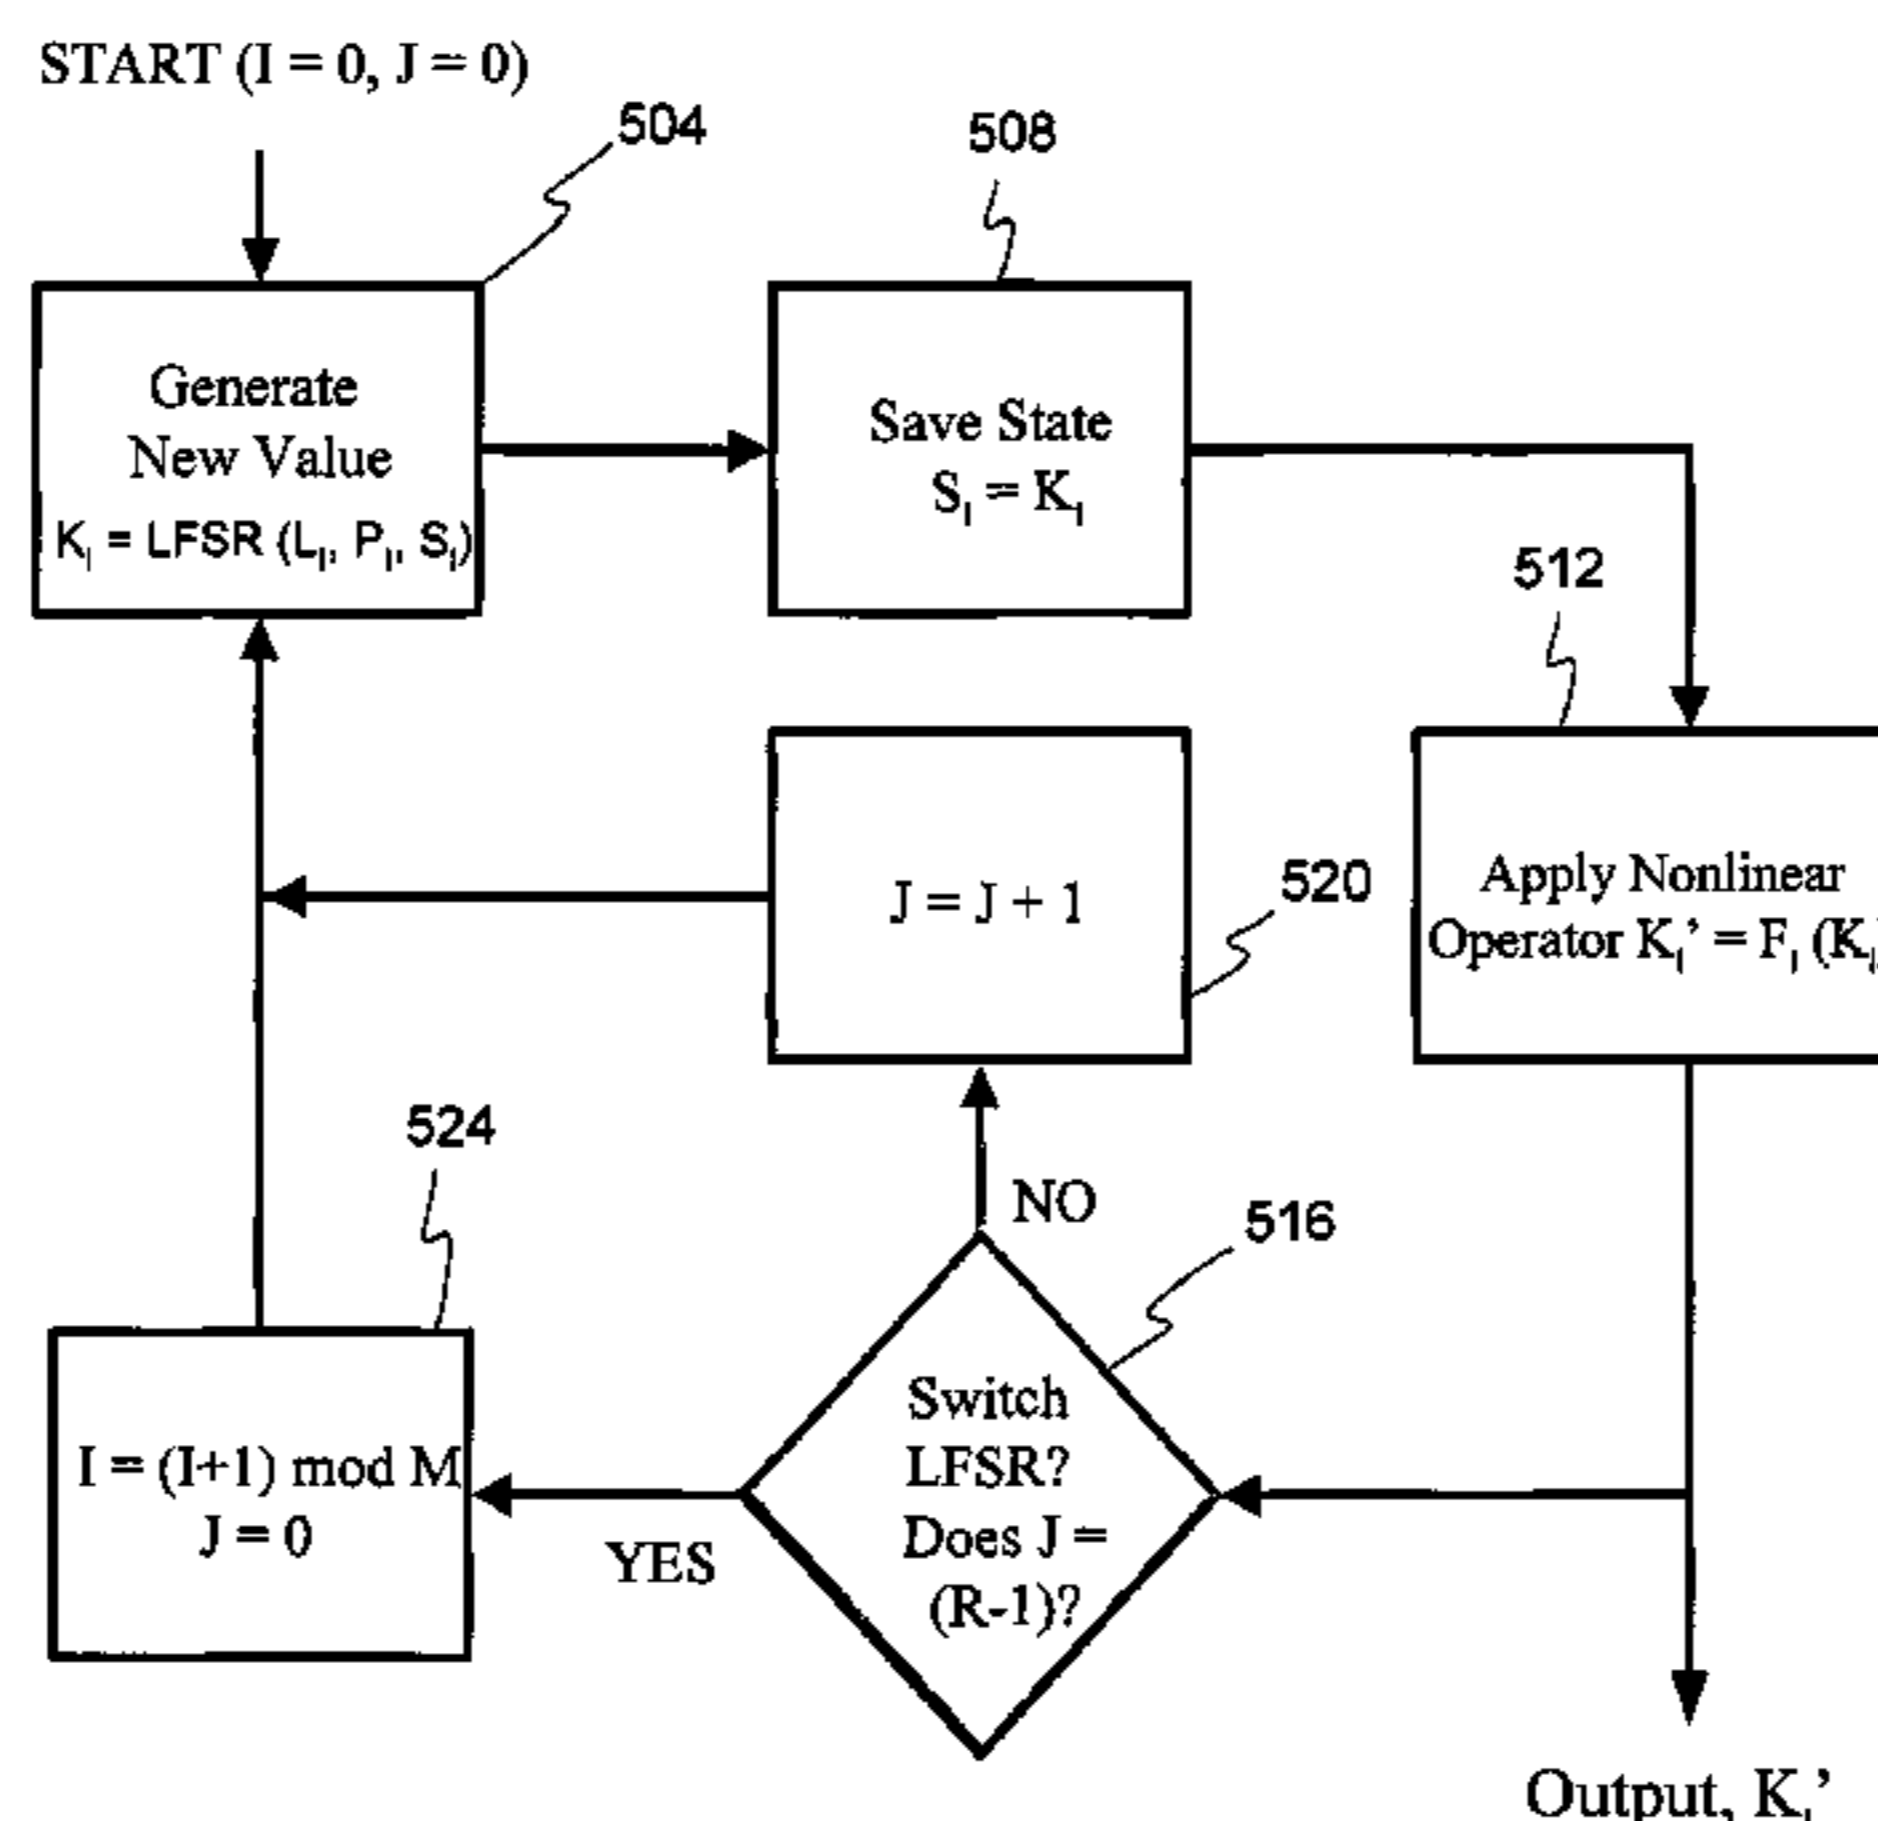 START (I = 0, J = 0)
504
508
Generate
New Value
K_I = LFSR (L_I, P_I, S_I)
Save State
S_I = K_I
512
Apply Nonlinear
Operator K_I’ = F_I (K_I
J = J + 1
520
524
NO
516
Switch
LFSR?
Does J =
(R-1)?
I = (I+1) mod M
J = 0
YES
Output, K_I’